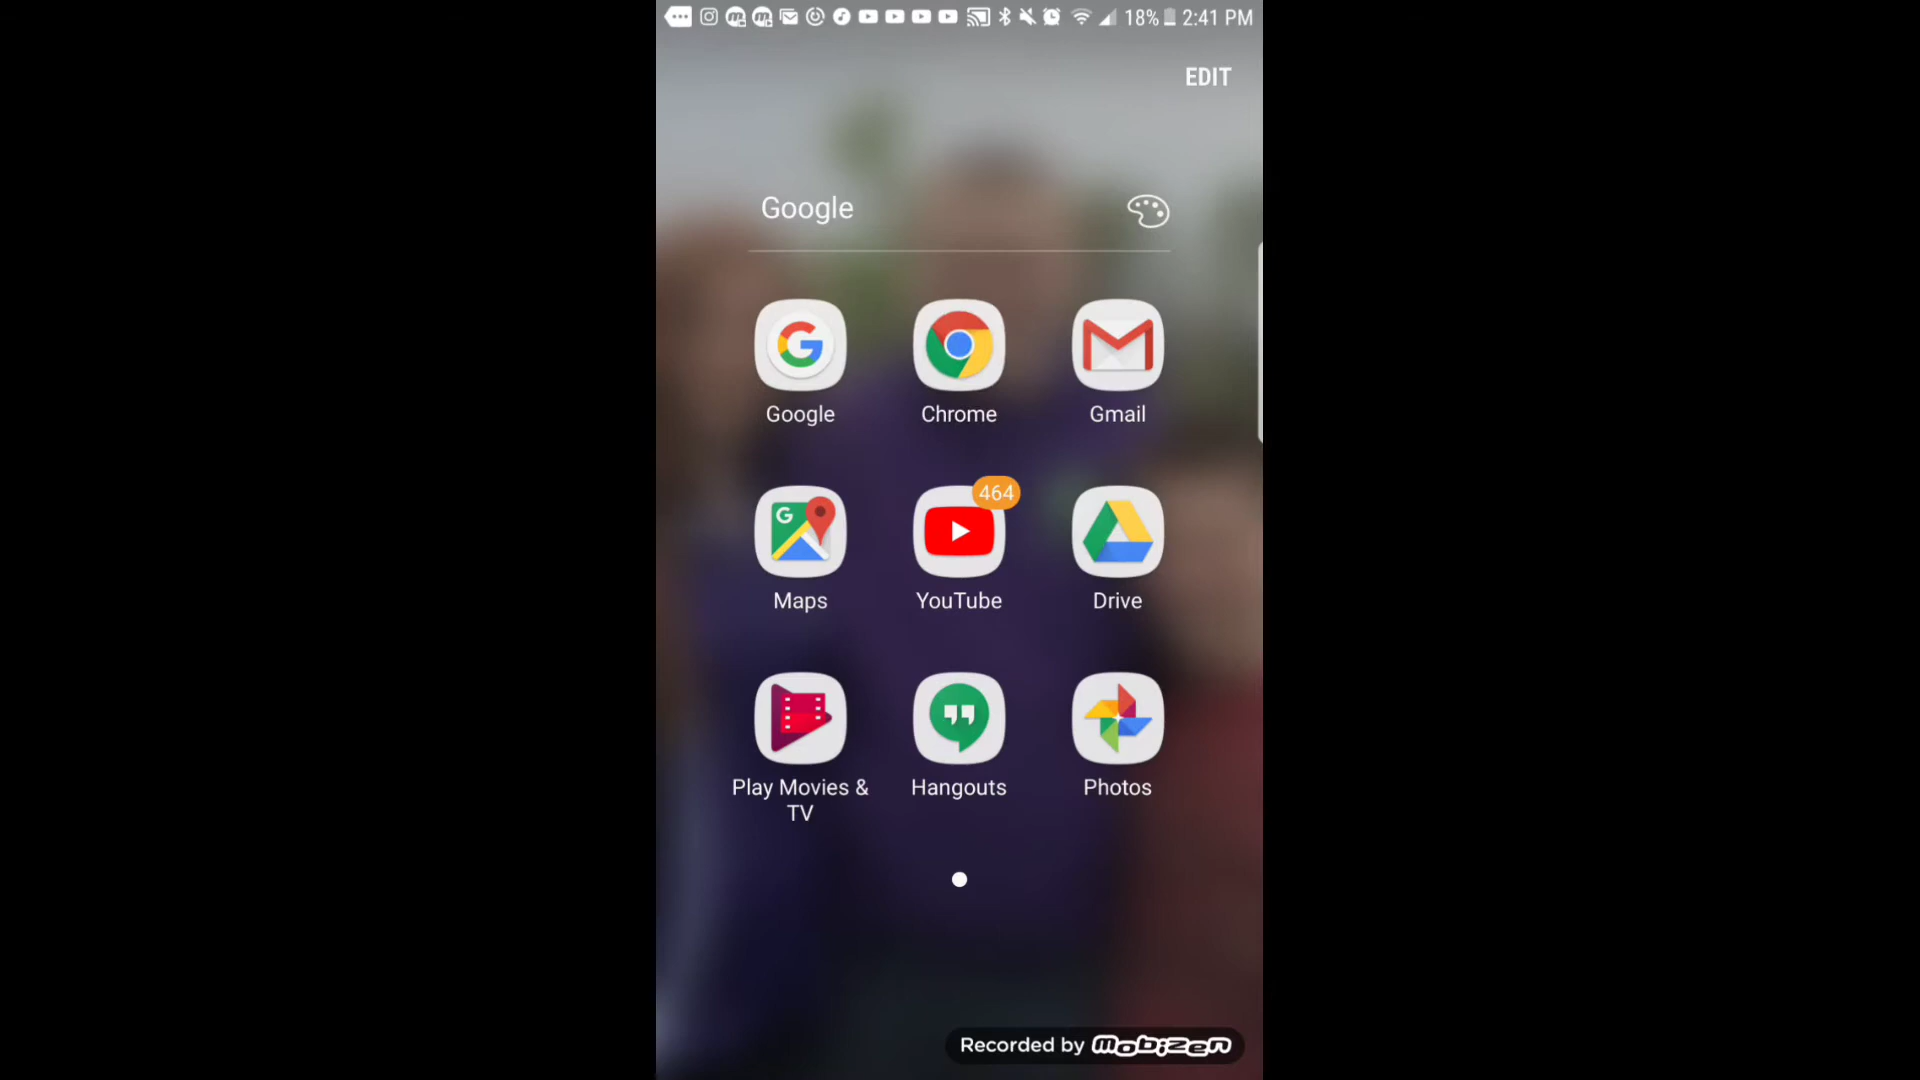 18% 2:41 PM
EDIT
Google
Google Chrome Gmail
464
Maps YouTube Drive
Play Movies & TV Hangouts Photos
Recorded by mobizen